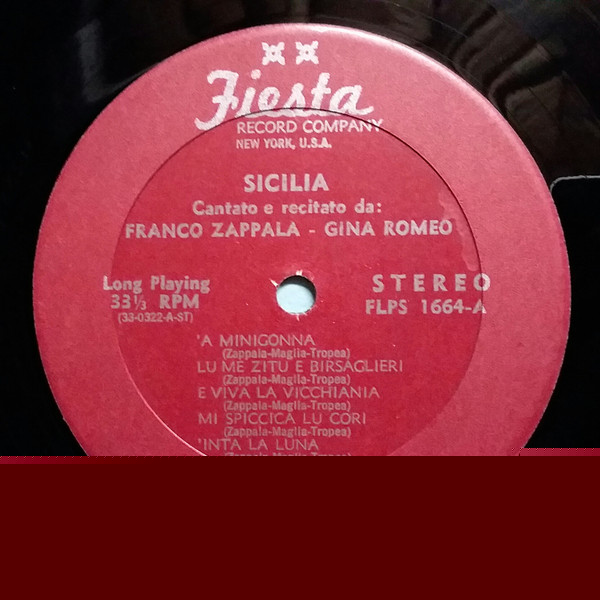 Fiesta
RECORD COMPANY
NEW YORK, U.S.A.
SICILIA
Cantato e recitato da:
FRANCO ZAPPALA - GINA ROMEO
Long Playing
33⅓ RPM
(33-0322-A-ST)
STEREO
FLPS 1664-A
'A MINIGONNA
(Zappala-Maglia-Tropea)
LU ME ZITU E BIRSAGLIERI
(Zappala-Maglia-Tropea)
E VIVA LA VICCHIANIA
(Zappala-Maglia-Tropea)
MI SPICCICA LU CORI
(Zappala-Maglia-Tropea)
'INTA LA LUNA